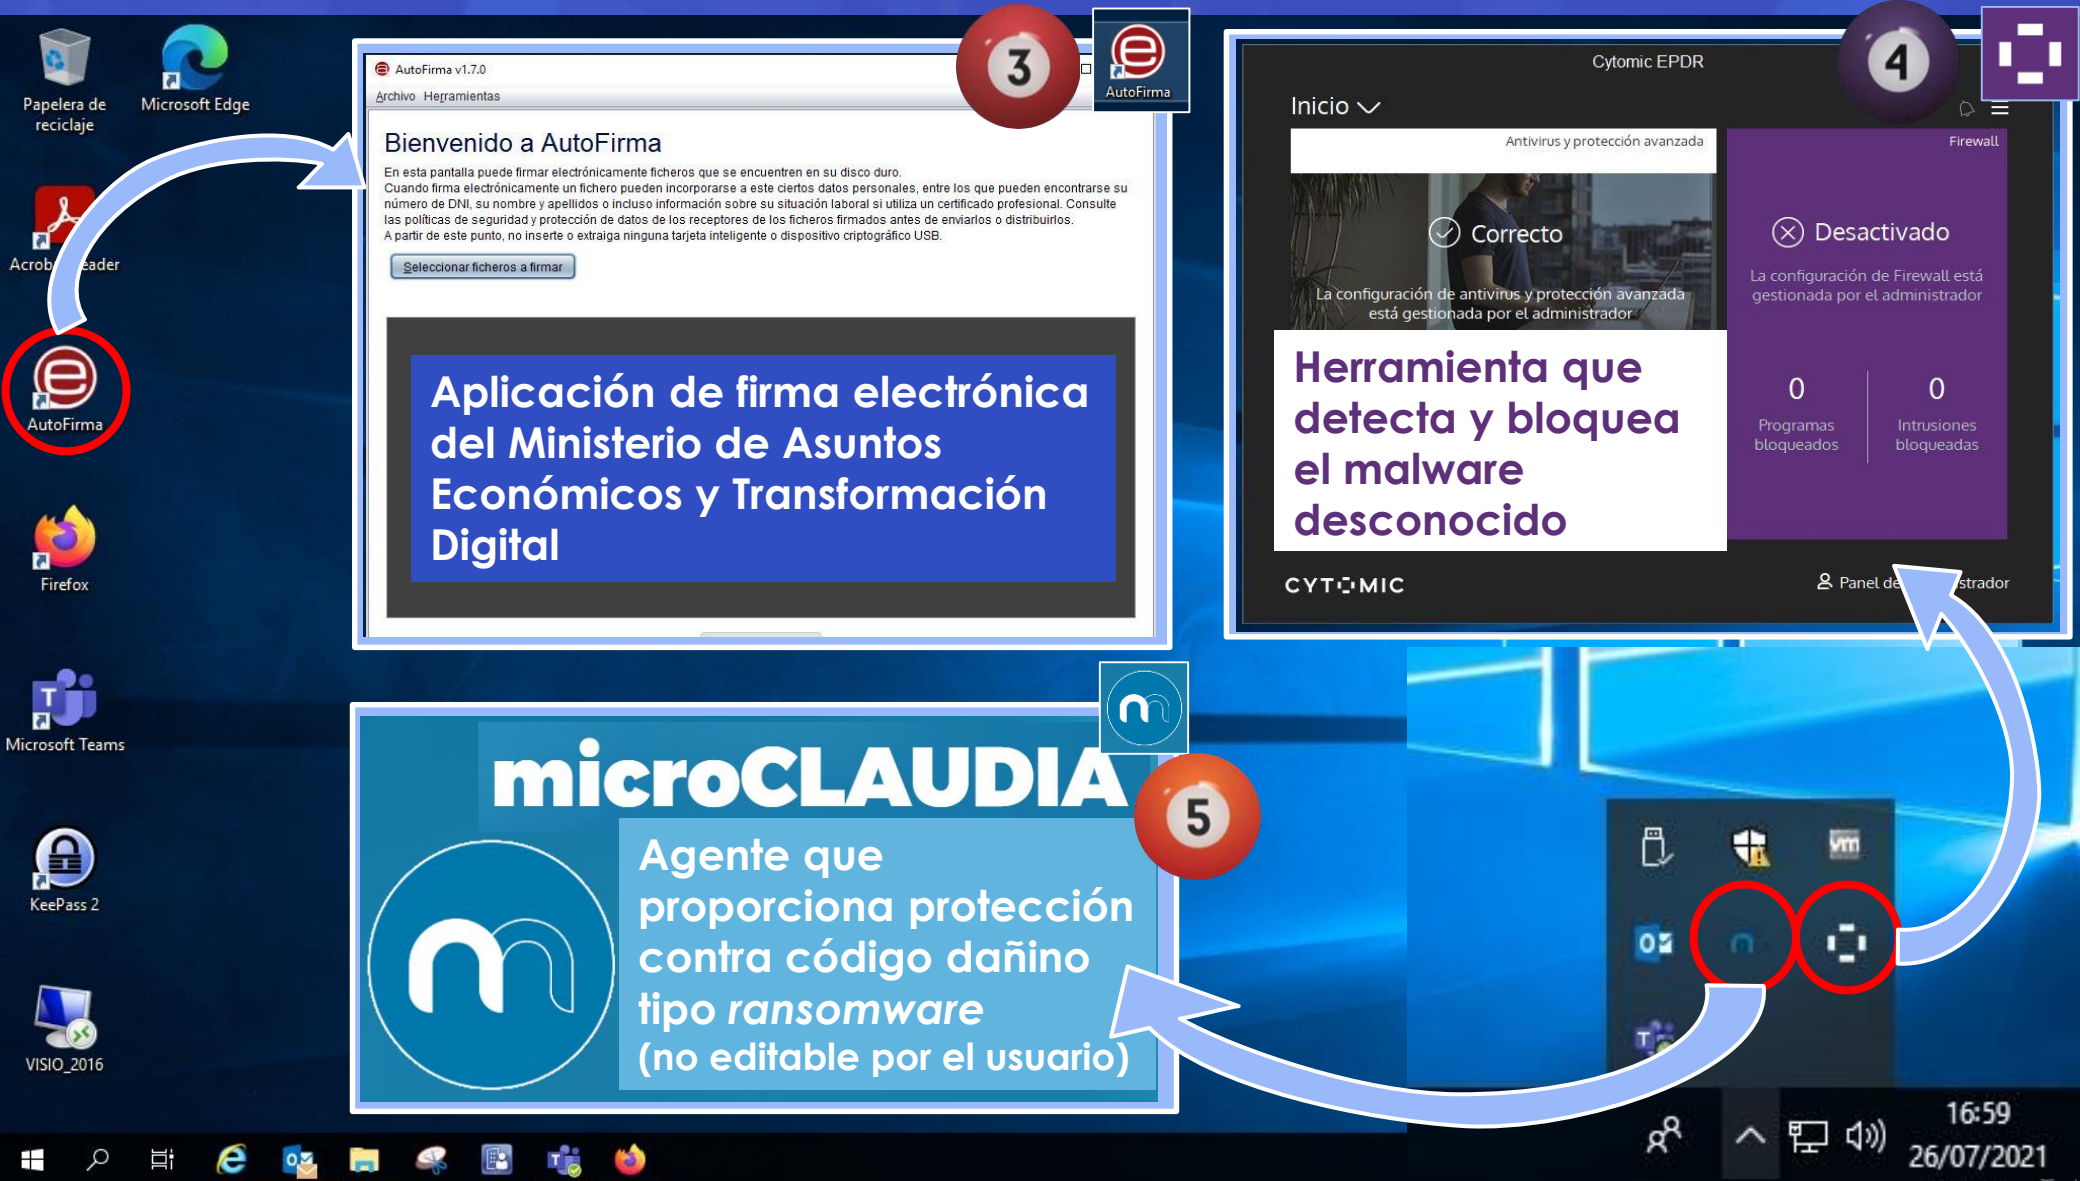 Papelera de
reciclaje
Microsoft Edge
AutoFirma
Firefox
Microsoft Teams
KeePass 2
VISIO_2016
AutoFirma v1.7.0
Archivo Herramientas
3
AutoFirma
Bienvenido a AutoFirma
En esta pantalla puede firmar electrónicamente ficheros que se encuentren en su disco duro.
Cuando firma electrónicamente un fichero pueden incorporarse a este ciertos datos personales, entre los que pueden encontrarse su
número de DNI, su nombre y apellidos o incluso información sobre su situación laboral si utiliza un certificado profesional. Consulte
las políticas de seguridad y protección de datos de los receptores de los ficheros firmados antes de enviarlos o distribuirlos.
A partir de este punto, no inserte o extraiga ninguna tarjeta inteligente o dispositivo criptográfico USB.
Seleccionar ficheros a firmar
Aplicación de firma electrónica
del Ministerio de Asuntos
Económicos y Transformación
Digital
Cytomic EPDR
4
Inicio
Antivirus y protección avanzada
Correcto
La configuración de antivirus y protección avanzada
está gestionada por el administrador
Firewall
Desactivado
La configuración de Firewall está
gestionada por el administrador
0
Programas
bloqueados
0
Intrusiones
bloqueadas
Herramienta que
detecta y bloquea
el malware
desconocido
CYTOMIC
Panel
microCLAUDIA
5
Agente que
proporciona protección
contra código dañino
tipo ransomware
(no editable por el usuario)
vm
16:59
26/07/2021